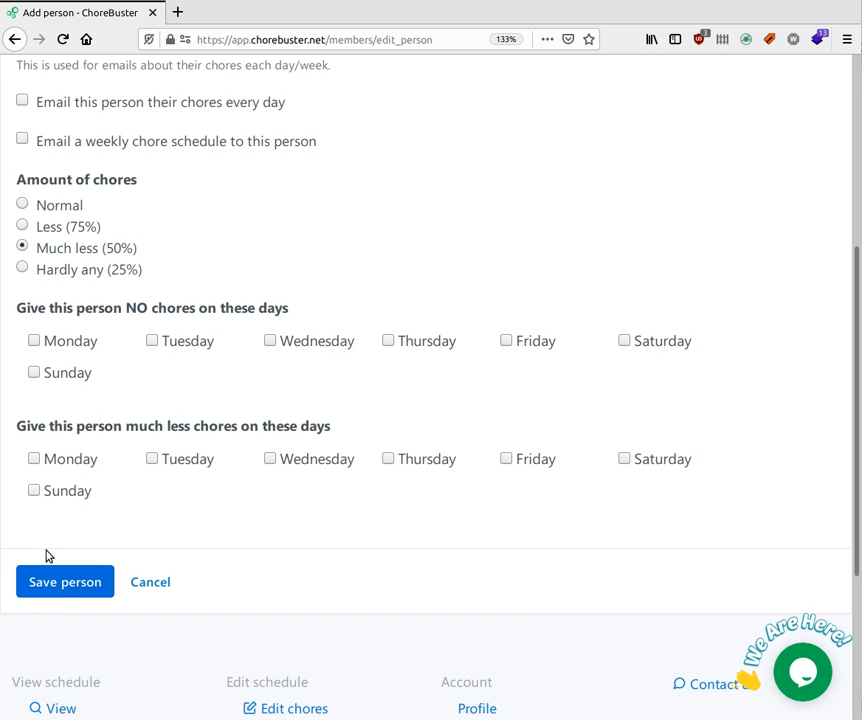 Add person - ChoreBuster
https://app.chorebuster.net/members/edit_person
133%
3
13
This is used for emails about their chores each day/week.
Email this person their chores every day
Email a weekly chore schedule to this person
Amount of chores
Normal
Less (75%)
Much less (50%)
Hardly any (25%)
Give this person NO chores on these days
Monday Tuesday Wednesday Thursday Friday Saturday
Sunday
Give this person much less chores on these days
Monday Tuesday Wednesday Thursday Friday Saturday
Sunday
Save person Cancel
We Are Here!
View schedule Edit schedule Account
Contact
View Edit chores Profile